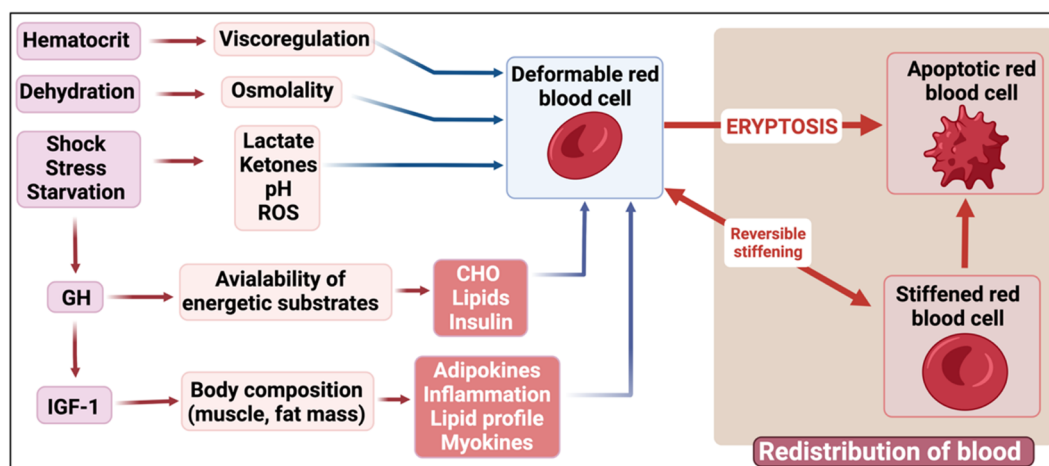 Hematocrit
Viscoregulation
Dehydration
Osmolality
Shock
Stress
Starvation
Lactate
Ketones
pH
ROS
GH
Avialability of
energetic substrates
CHO
Lipids
Insulin
IGF-1
Body composition
(muscle, fat mass)
Adipokines
Inflammation
Lipid profile
Myokines
Deformable red
blood cell
ERYPTOSIS
Apoptotic red
blood cell
Reversible
stiffening
Stiffened red
blood cell
Redistribution of blood